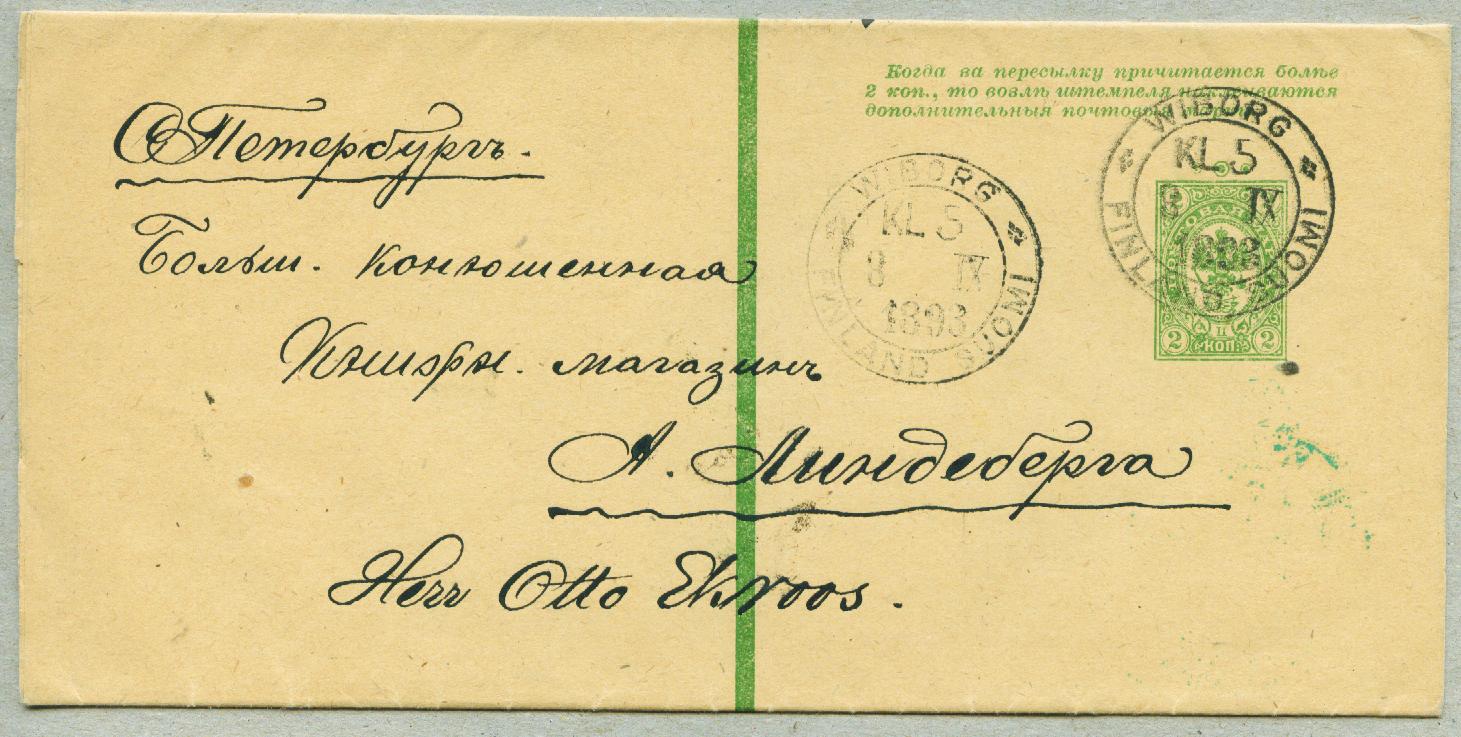 Когда за пересылку причитается болѣе
2 коп., то возлѣ штемпеля наклеиваются
дополнительныя почтовыя марки.
С Петербургъ.
Больш. Конюшенная
магазинъ
А. Линдеберга
Herr Otto Ekroos.
WIBORG
KL 5
8 IX
1893
FINLAND SUOMI
WIBORG
KL 5
8 IX
1893
FINLAND SUOMI
2 КОП: 2